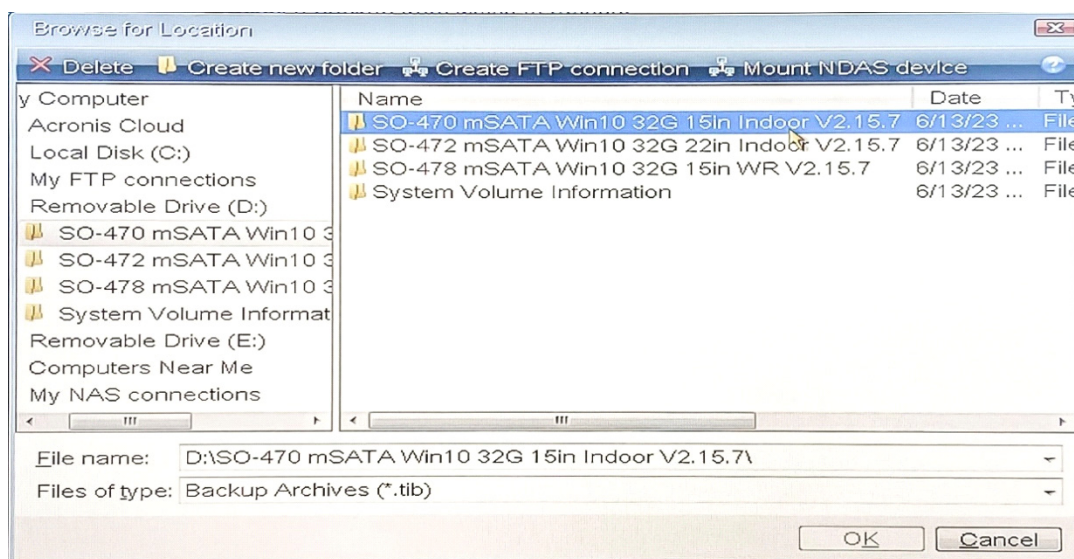 Browse for Location
Delete Create new folder Create FTP connection Mount NDAS device
y Computer
Acronis Cloud
Local Disk (C:)
My FTP connections
Removable Drive (D:)
SO-470 mSATA Win10 3
SO-472 mSATA Win10 3
SO-478 mSATA Win10 3
System Volume Informat
Removable Drive (E:)
Computers Near Me
My NAS connections
Name Date Ty
SO-470 mSATA Win10 32G 15in Indoor V2.15.7 6/13/23 ... File
SO-472 mSATA Win10 32G 22in Indoor V2.15.7 6/13/23 ... File
SO-478 mSATA Win10 32G 15in WR V2.15.7 6/13/23 ... File
System Volume Information 6/13/23 ... File
File name: D:\SO-470 mSATA Win10 32G 15in Indoor V2.15.7\
Files of type: Backup Archives (*.tib)
OK Cancel